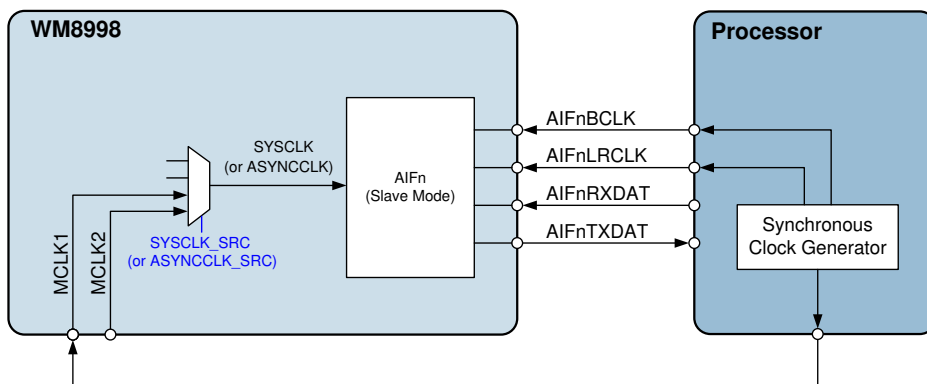 WM8998
Processor
SYSCLK
(or ASYNCCLK)
AIFn
(Slave Mode)
AIFnBCLK
AIFnLRCLK
AIFnRXDAT
AIFnTXDAT
Synchronous
Clock Generator
MCLK1
MCLK2
SYSCLK_SRC
(or ASYNCCLK_SRC)